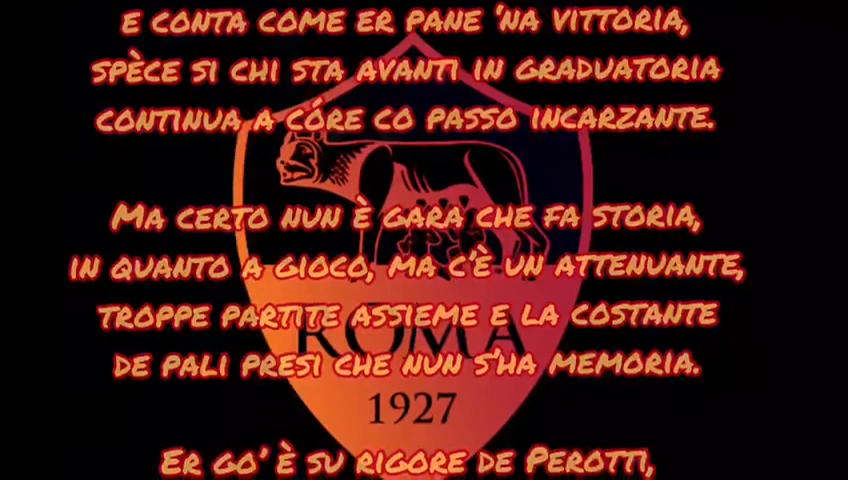 E CONTA COME ER PANE 'NA VITTORIA,
SPÈCE SI CHI STA AVANTI IN GRADUATORIA
CONTINUA A CÓRE CO PASSO INCARZANTE.
MA CERTO NUN È GARA CHE FA STORIA,
IN QUANTO A GIOCO, MA C'È UN ATTENUANTE,
TROPPE PARTITE ASSIEME E LA COSTANTE
ROMA
DE PALI PRESI CHE NUN S'HA MEMORIA.
1927
ER GO' È SU RIGORE DE PEROTTI,